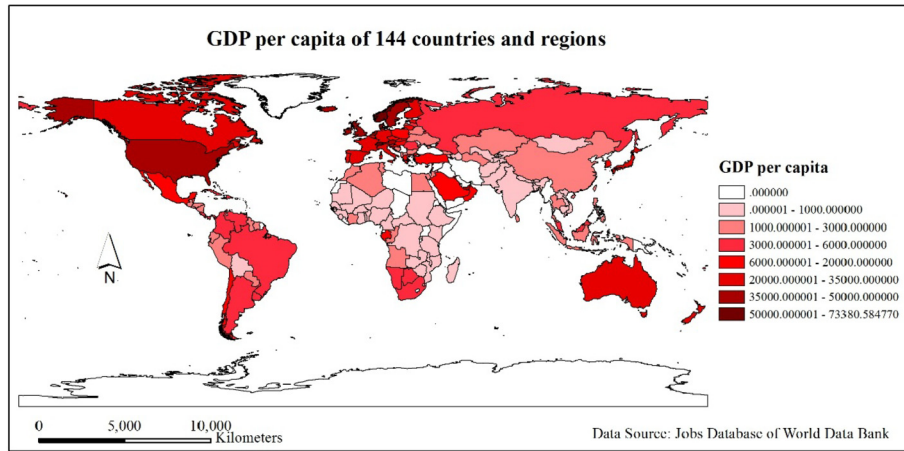 GDP per capita of 144 countries and regions
N
GDP per capita
.000000
.000001 - 1000.000000
1000.000001 - 3000.000000
3000.000001 - 6000.000000
6000.000001 - 20000.000000
20000.000001 - 35000.000000
35000.000001 - 50000.000000
50000.000001 - 73380.584770
0 5,000 10,000
Kilometers
Data Source: Jobs Database of World Data Bank